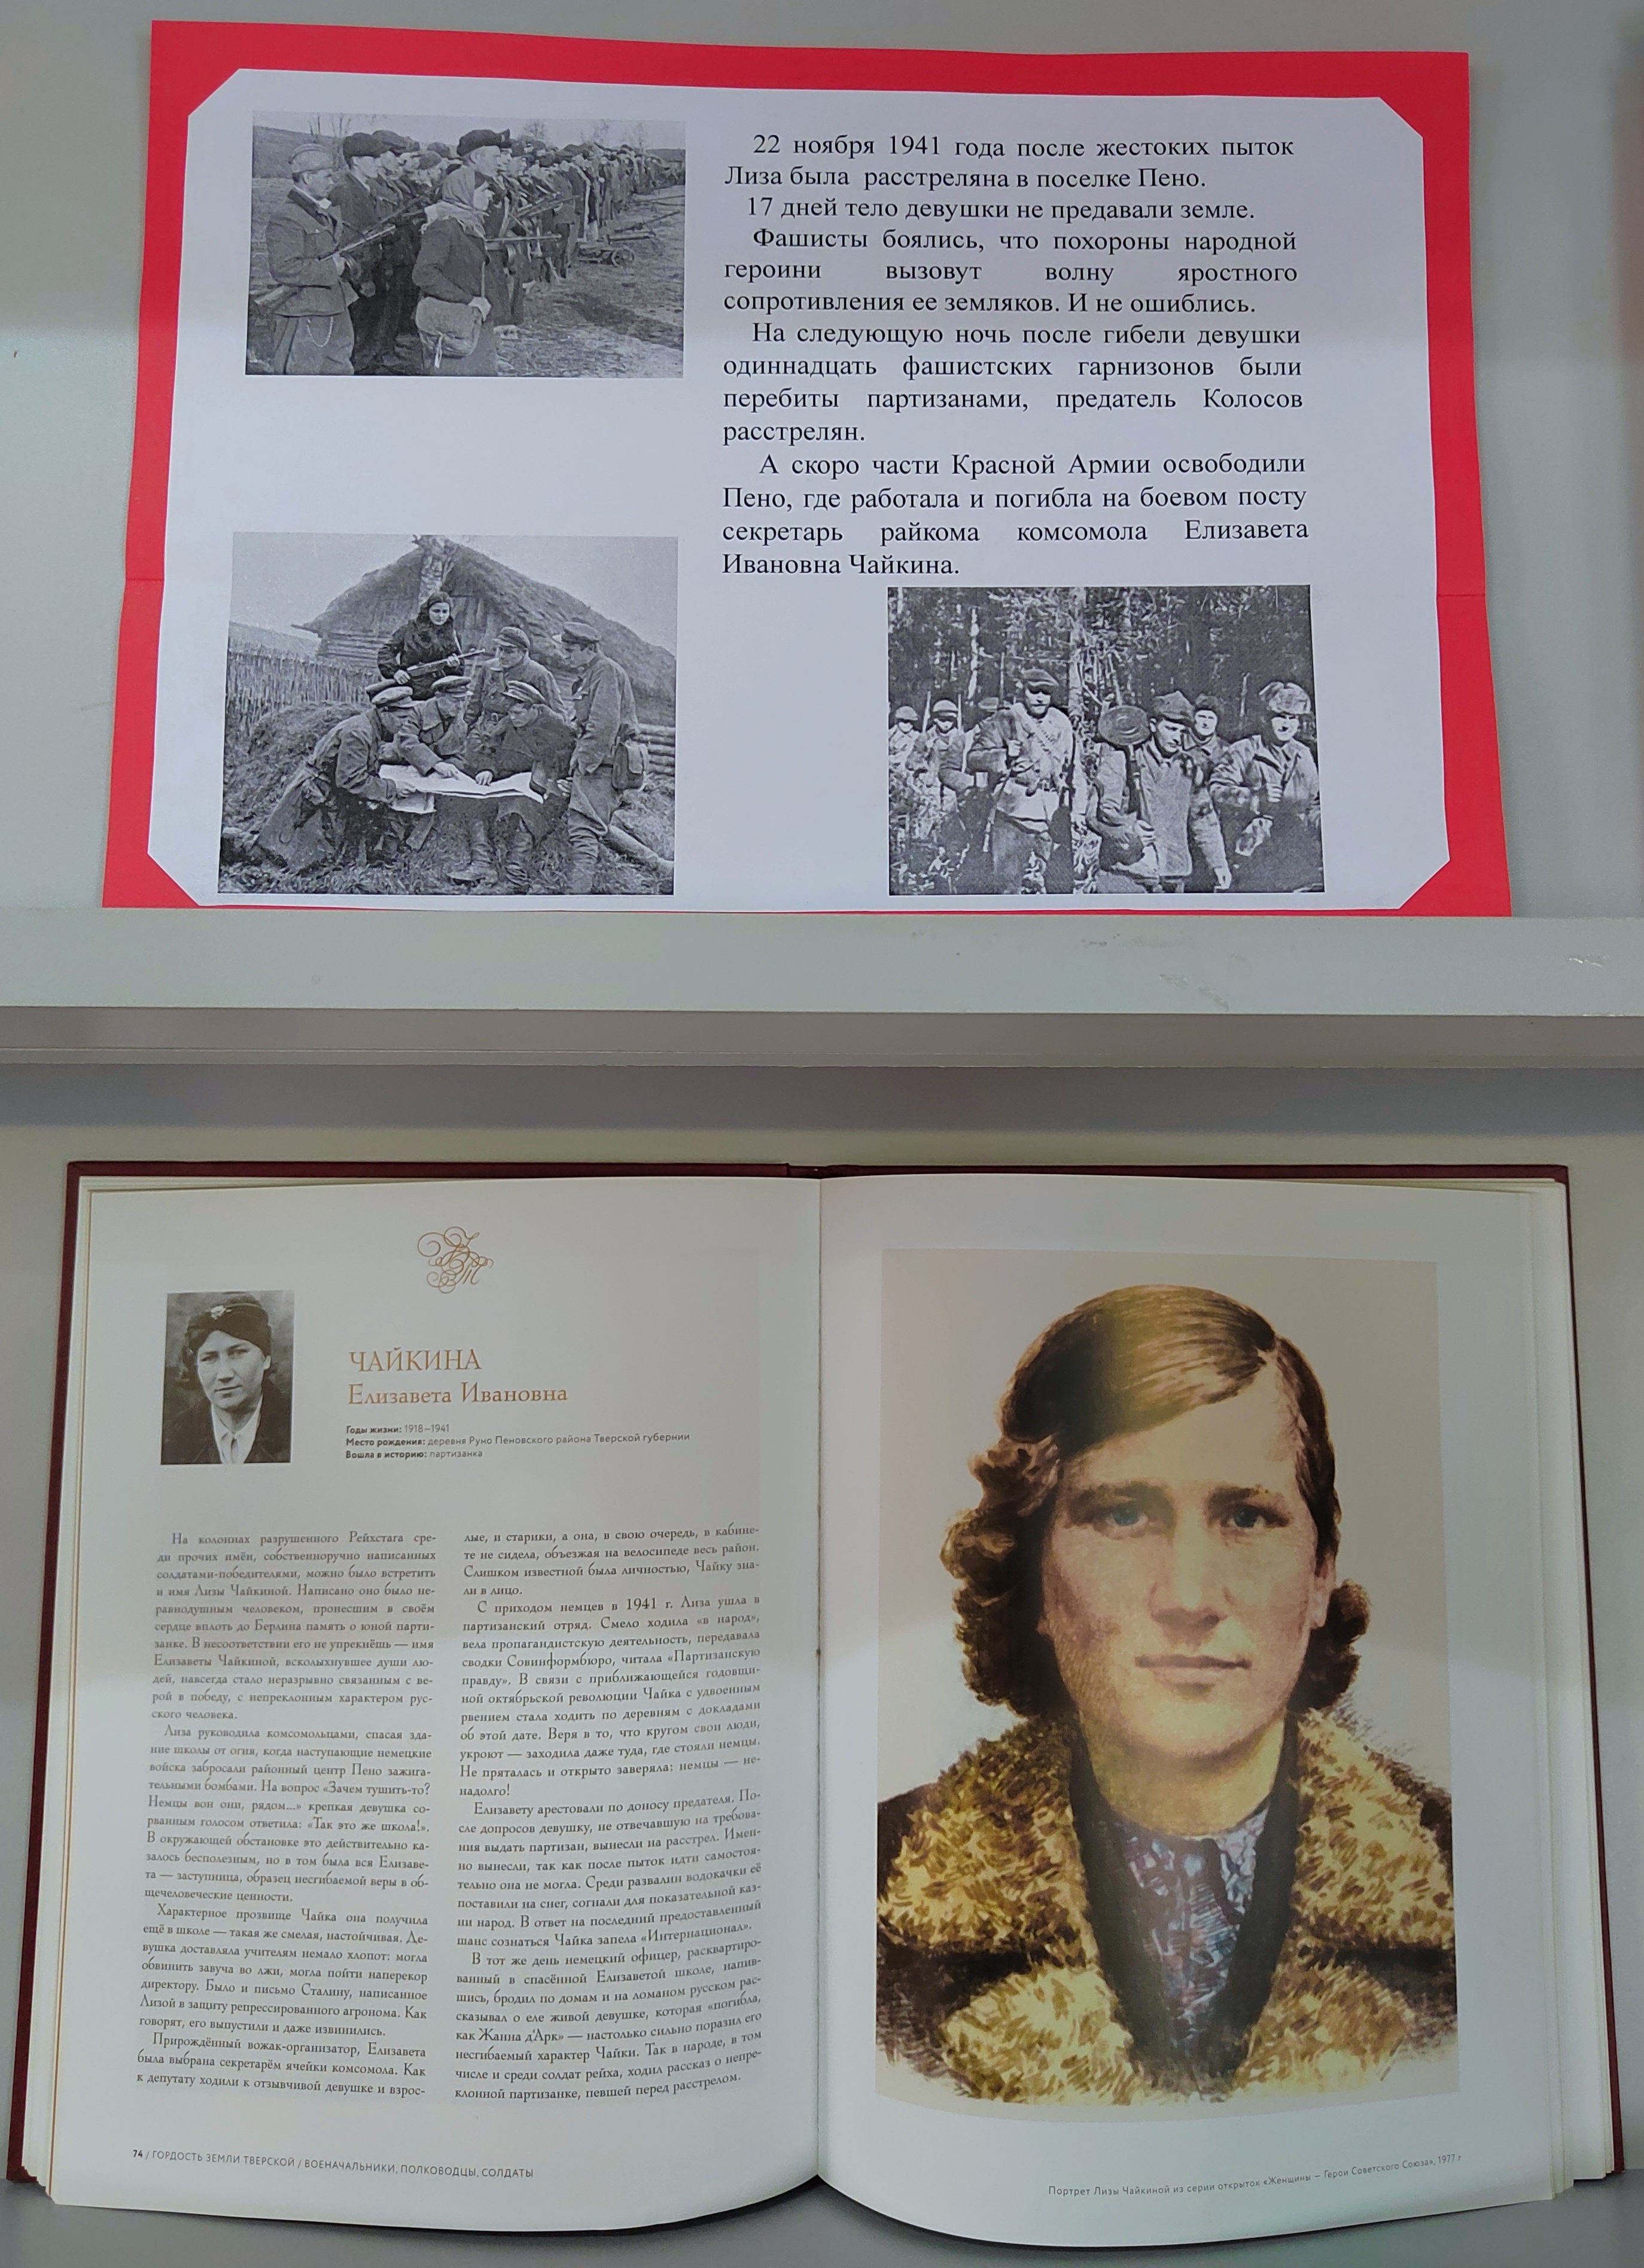 22 ноября 1941 года после жестоких пыток
Лиза была расстреляна в поселке Пено.
17 дней тело девушки не предавали земле.
Фашисты боялись, что похороны народной
героини вызовут волну яростного
сопротивления ее земляков. И не ошиблись.
На следующую ночь после гибели девушки
одиннадцать фашистских гарнизонов были
перебиты партизанами, предатель Колосов
расстрелян.
А скоро части Красной Армии освободили
Пено, где работала и погибла на боевом посту
секретарь райкома комсомола Елизавета
Ивановна Чайкина.
ЧАЙКИНА
Елизавета Ивановна
Годы жизни: 1918–1941
Место рождения: деревня Руно Пеновского района Тверской губернии
Вошла в историю: партизанка
На колоннах разрушенного Рейхстага сре-
ди прочих имён, собственноручно написанных
солдатами-победителями, можно было встретить
и имя Лизы Чайкиной. Написано оно было не-
равнодушным человеком, пронесшим в своём
сердце вплоть до Берлина память о юной парти-
занке. В несоответствии его не упрекнёшь — имя
Елизаветы Чайкиной, всколыхнувшее души лю-
дей, навсегда стало неразрывно связанным с ве-
рой в победу, с непреклонным характером рус-
ского человека.
Лиза руководила комсомольцами, спасая зда-
ние школы от огня, когда наступающие немецкие
войска забросали районный центр Пено зажига-
тельными бомбами. На вопрос «Зачем тушить-то?
Немцы вон они, рядом...» крепкая девушка со-
рванным голосом ответила: «Так это же школа!».
В окружающей обстановке это действительно ка-
залось бесполезным, но в том была вся Елизаве-
та — заступница, образец несгибаемой веры в об-
щечеловеческие ценности.
Характерное прозвище Чайка она получила
ещё в школе — такая же смелая, настойчивая. Де-
вушка доставляла учителям немало хлопот: могла
обвинить завуча во лжи, могла пойти наперекор
директору. Было и письмо Сталину, написанное
Лизой в защиту репрессированного агронома. Как
говорят, его выпустили и даже извинились.
Прирождённый вожак-организатор, Елизавета
была выбрана секретарём ячейки комсомола. Как
к депутату ходили к отзывчивой девушке и взрос-
лые, и старики, а она, в свою очередь, в кабине-
те не сидела, объезжая на велосипеде весь район.
Слишком известной была личностью, Чайку зна-
ли в лицо.
С приходом немцев в 1941 г. Лиза ушла в
партизанский отряд. Смело ходила «в народ»,
вела пропагандистскую деятельность, передавала
сводки Совинформбюро, читала «Партизанскую
правду». В связи с приближающейся годовщи-
ной октябрьской революции Чайка с удвоенным
рвением стала ходить по деревням с докладами
об этой дате. Веря в то, что кругом свои люди,
укроют — заходила даже туда, где стояли немцы.
Не пряталась и открыто заверяла: немцы — не-
надолго!
Елизавету арестовали по доносу предателя. По-
сле допросов девушку, не отвечавшую на требова-
ния выдать партизан, вынесли на расстрел. Имен-
но вынесли, так как после пыток идти самостоя-
тельно она не могла. Среди развалин водокачки её
поставили на снег, согнали для показательной каз-
ни народ. В ответ на последний предоставленный
шанс сознаться Чайка запела «Интернационал».
В тот же день немецкий офицер, расквартиро-
ванный в спасённой Елизаветой школе, напив-
шись, бродил по домам и на ломаном русском рас-
сказывал о еле живой девушке, которая «погибла,
как Жанна д'Арк» — настолько сильно поразил его
несгибаемый характер Чайки. Так в народе, в том
числе и среди солдат рейха, ходил рассказ о непре-
клонной партизанке, певшей перед расстрелом.
74 / ГОРДОСТЬ ЗЕМЛИ ТВЕРСКОЙ / ВОЕНАЧАЛЬНИКИ, ПОЛКОВОДЦЫ, СОЛДАТЫ
Портрет Лизы Чайкиной из серии открыток «Женщины – Герои Советского Союза», 1977 г.